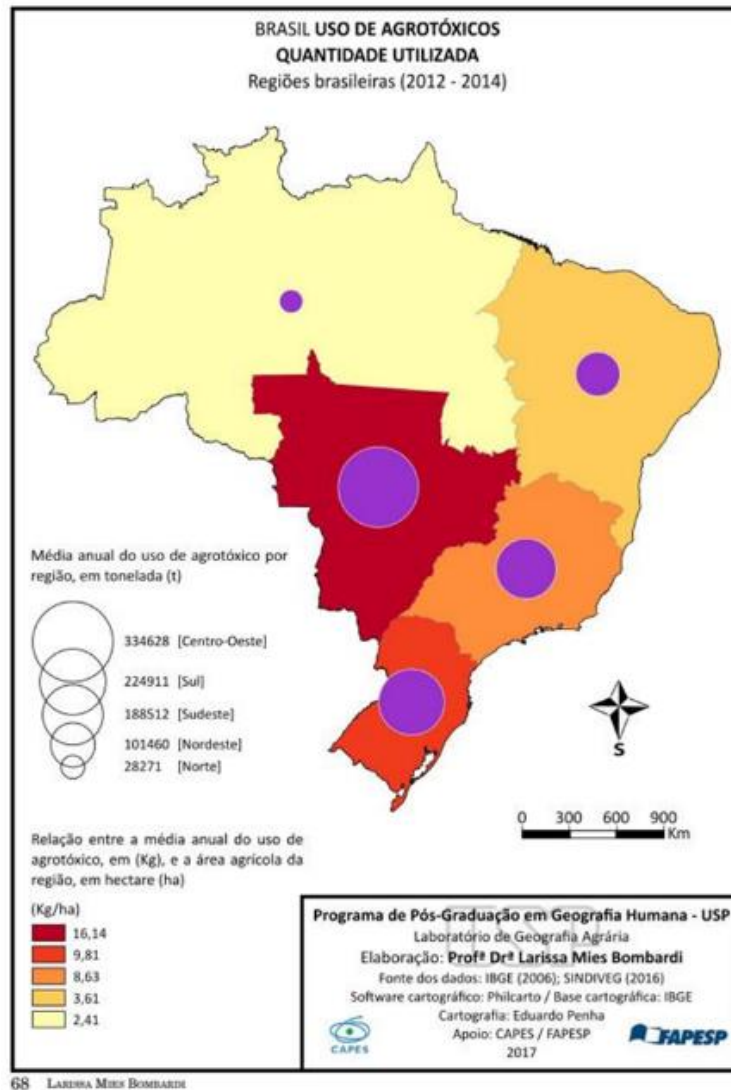 BRASIL USO DE AGROTÓXICOS
QUANTIDADE UTILIZADA
Regiões brasileiras (2012 - 2014)
Média anual do uso de agrotóxico por
região, em tonelada (t)
334628 [Centro-Oeste]
224911 [Sul]
188512 [Sudeste]
101460 [Nordeste]
28271 [Norte]
S
0 300 600 900
Km
Relação entre a média anual do uso de
agrotóxico, em (Kg), e a área agrícola da
região, em hectare (ha)
(Kg/ha)
16,14
9,81
8,63
3,61
2,41
USP
Programa de Pós-Graduação em Geografia Humana - USP
Laboratório de Geografia Agrária
Elaboração: Profª Drª Larissa Mies Bombardi
Fonte dos dados: IBGE (2006); SINDIVEG (2016)
Software cartográfico: Philcarto / Base cartográfica: IBGE
Cartografia: Eduardo Penha
Apoio: CAPES / FAPESP
2017
CAPES
FAPESP
68 LARISSA MIES BOMBARDI